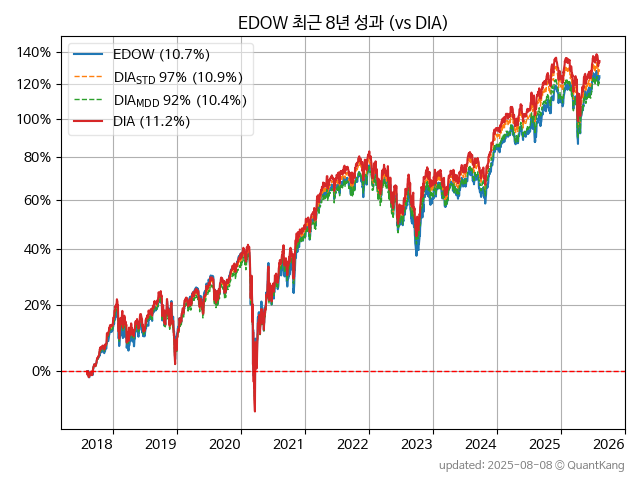 EDOW 최근 8년 성과 (vs DIA)
140%
120%
100%
80%
60%
40%
20%
0%
EDOW (10.7%)
DIA_STD 97% (10.9%)
DIA_MDD 92% (10.4%)
DIA (11.2%)
2018 2019 2020 2021 2022 2023 2024 2025 2026
updated: 2025-08-08 © QuantKang